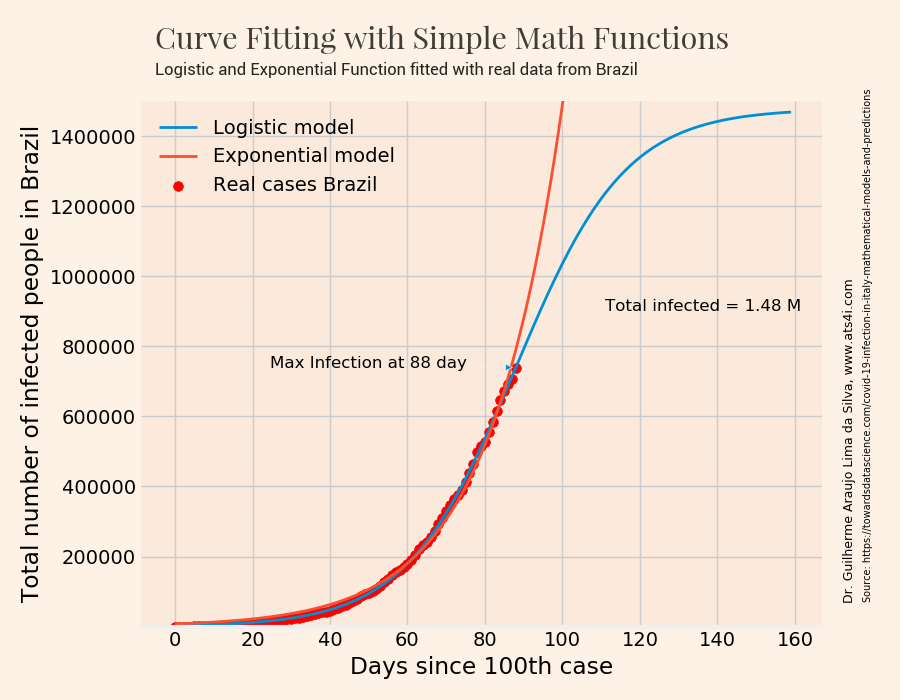 Curve Fitting with Simple Math Functions
Logistic and Exponential Function fitted with real data from Brazil
Logistic model
Exponential model
Real cases Brazil
Total number of infected people in Brazil
1400000
1200000
1000000
800000
600000
400000
200000
Total infected = 1.48 M
Max Infection at 88 day
0 20 40 60 80 100 120 140 160
Days since 100th case
Dr. Guilherme Araujo Lima da Silva, www.ats4i.com
Source: https://towardsdatascience.com/covid-19-infection-in-italy-mathematical-models-and-predictions